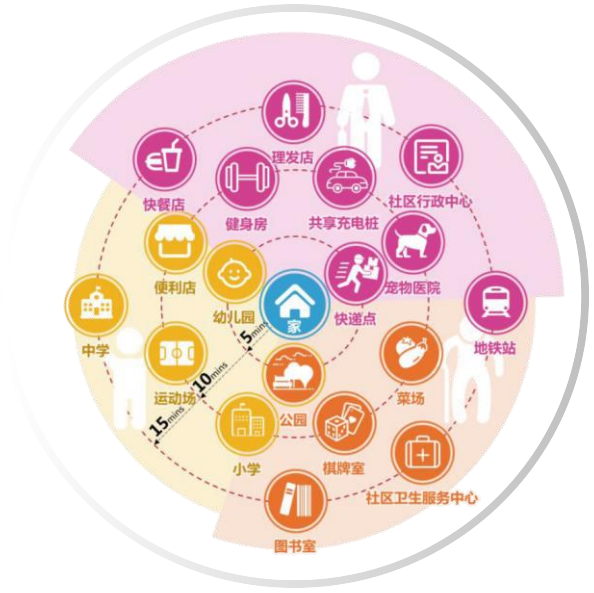 理发店
快餐店
社区行政中心
健身房
共享充电桩
便利店
宠物医院
幼儿园
家
快递点
中学
地铁站
5mins
10mins
15mins
运动场
菜场
公园
小学
棋牌室
社区卫生服务中心
图书室